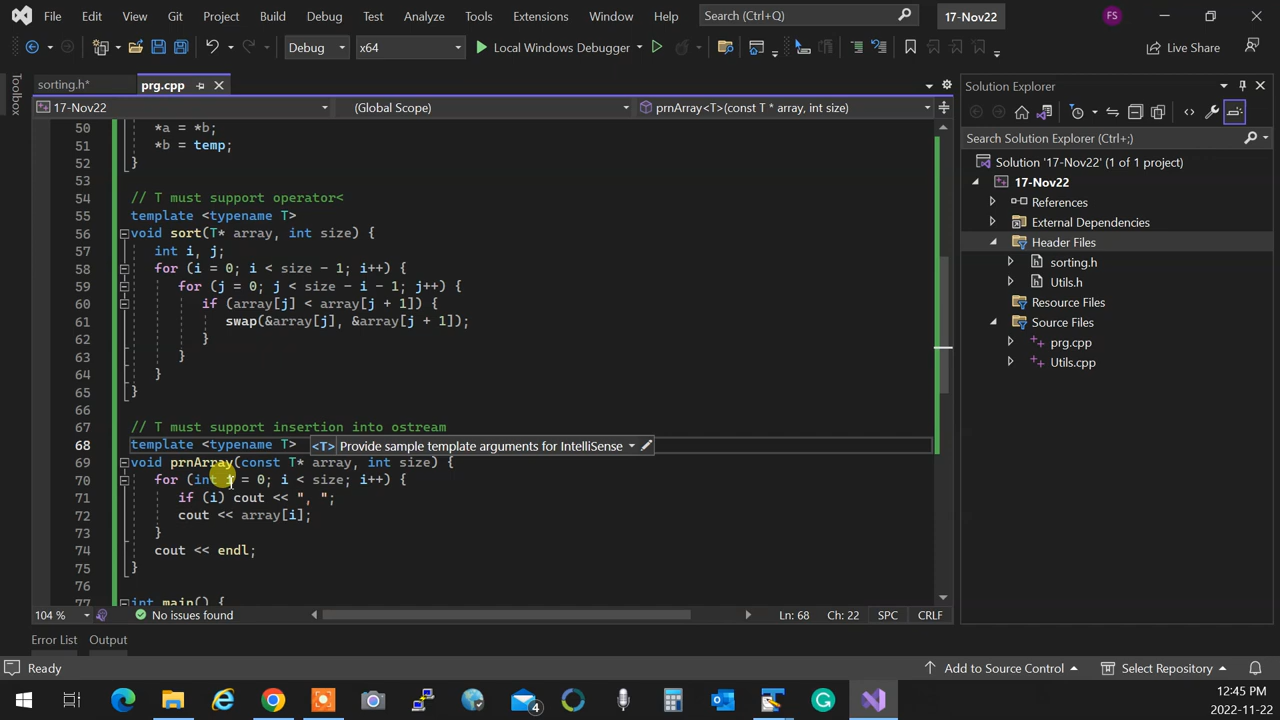 File Edit View Git Project Build Debug Test Analyze Tools Extensions Window Help Search (Ctrl+Q) 17-Nov22 FS
Debug x64 Local Windows Debugger Live Share
sorting.h* prg.cpp
17-Nov22 (Global Scope) prnArray<T>(const T * array, int size)
50 *a = *b;
51 *b = temp;
52 }
53
54 // T must support operator<
55 template <typename T>
56 void sort(T* array, int size) {
57 int i, j;
58 for (i = 0; i < size - 1; i++) {
59 for (j = 0; j < size - i - 1; j++) {
60 if (array[j] < array[j + 1]) {
61 swap(&array[j], &array[j + 1]);
62 }
63 }
64 }
65 }
66
67 // T must support insertion into ostream
68 template <typename T> <T> Provide sample template arguments for IntelliSense
69 void prnArray(const T* array, int size) {
70 for (int i = 0; i < size; i++) {
71 if (i) cout << ", ";
72 cout << array[i];
73 }
74 cout << endl;
75 }
76
77 int main() {
104 % No issues found Ln: 68 Ch: 22 SPC CRLF
Error List Output
Ready Add to Source Control Select Repository
Toolbox
Solution Explorer
Search Solution Explorer (Ctrl+;)
Solution '17-Nov22' (1 of 1 project)
17-Nov22
References
External Dependencies
Header Files
sorting.h
Utils.h
Resource Files
Source Files
prg.cpp
Utils.cpp
4
12:45 PM
2022-11-22